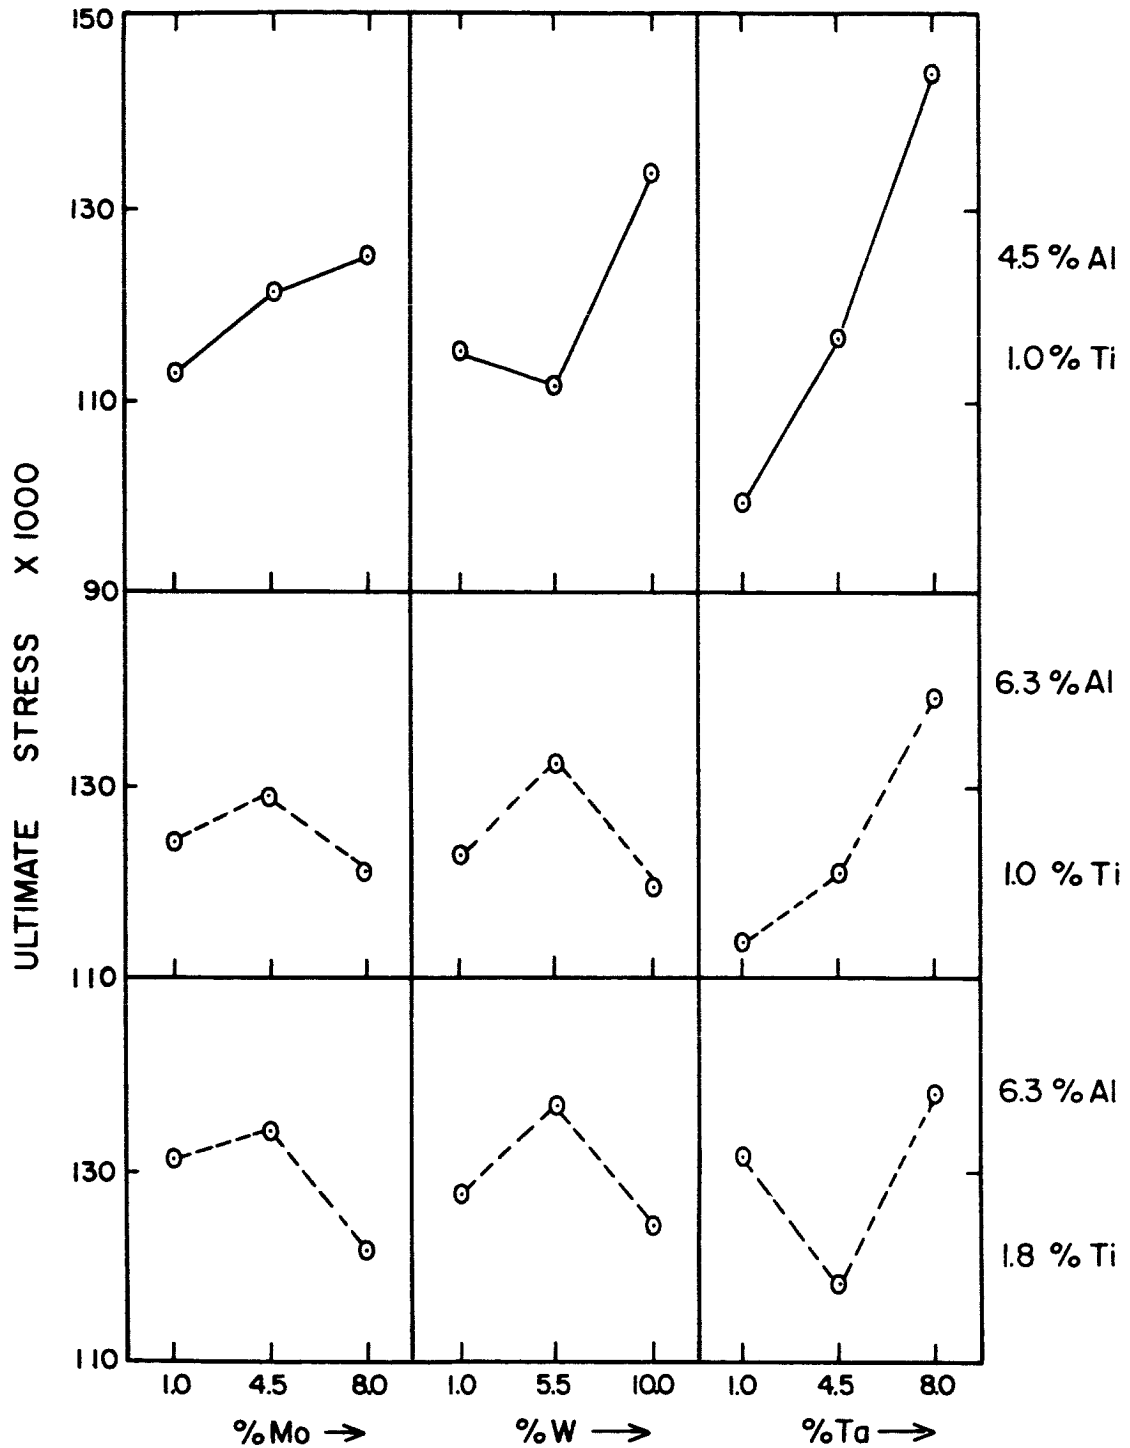 150
130
110
90
130
110
130
110
ULTIMATE STRESS X 1000
4.5 % Al
1.0 % Ti
6.3 % Al
1.0 % Ti
6.3 % Al
1.8 % Ti
1.0 4.5 8.0 1.0 5.5 10.0 1.0 4.5 8.0
%Mo → %W → %Ta →